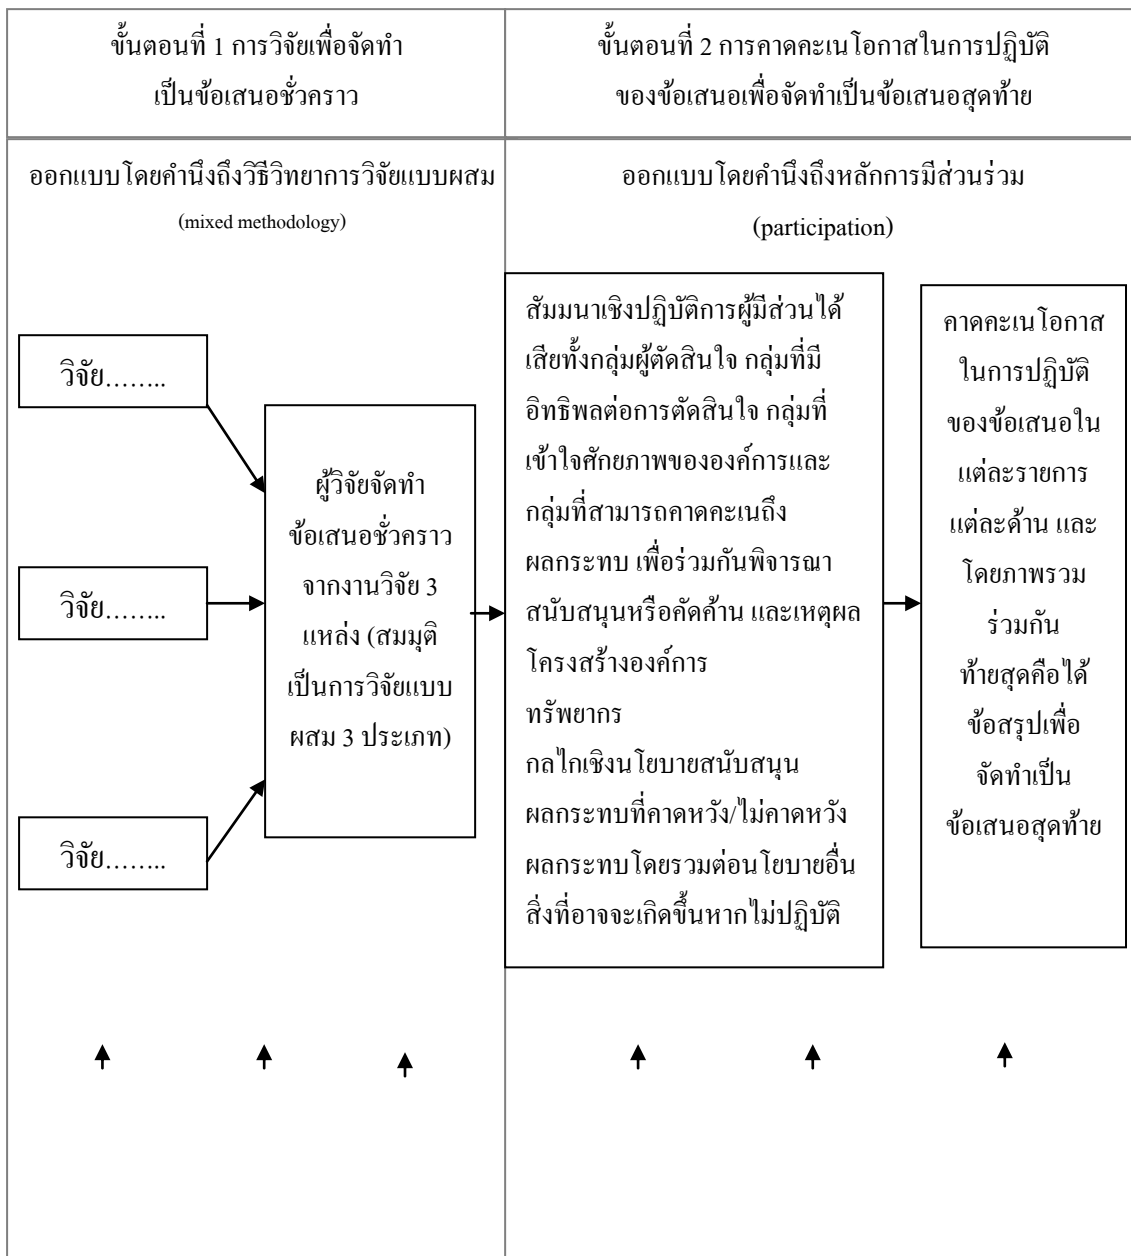 ขั้นตอนที่ 1 การวิจัยเพื่อจัดทำ
เป็นข้อเสนอชั่วคราว
ขั้นตอนที่ 2 การคาดคะเนโอกาสในการปฏิบัติ
ของข้อเสนอเพื่อจัดทำเป็นข้อเสนอสุดท้าย
ออกแบบโดยคำนึงถึงวิธีวิทยาการวิจัยแบบผสม
(mixed methodology)
ออกแบบโดยคำนึงถึงหลักการมีส่วนร่วม
(participation)
วิจัย……..
วิจัย……..
วิจัย……..
ผู้วิจัยจัดทำ
ข้อเสนอชั่วคราว
จากงานวิจัย 3
แหล่ง (สมมุติ
เป็นการวิจัยแบบ
ผสม 3 ประเภท)
สัมมนาเชิงปฏิบัติการผู้มีส่วนได้
เสียทั้งกลุ่มผู้ตัดสินใจ กลุ่มที่มี
อิทธิพลต่อการตัดสินใจ กลุ่มที่
เข้าใจศักยภาพขององค์การและ
กลุ่มที่สามารถคาดคะเนถึง
ผลกระทบ เพื่อร่วมกันพิจารณา
สนับสนุนหรือคัดค้าน และเหตุผล
โครงสร้างองค์การ
ทรัพยากร
กลไกเชิงนโยบายสนับสนุน
ผลกระทบที่คาดหวัง/ไม่คาดหวัง
ผลกระทบโดยรวมต่อนโยบายอื่น
สิ่งที่อาจจะเกิดขึ้นหากไม่ปฏิบัติ
คาดคะเนโอกาส
ในการปฏิบัติ
ของข้อเสนอใน
แต่ละรายการ
แต่ละด้าน และ
โดยภาพรวม
ร่วมกัน
ท้ายสุดคือได้
ข้อสรุปเพื่อ
จัดทำเป็น
ข้อเสนอสุดท้าย